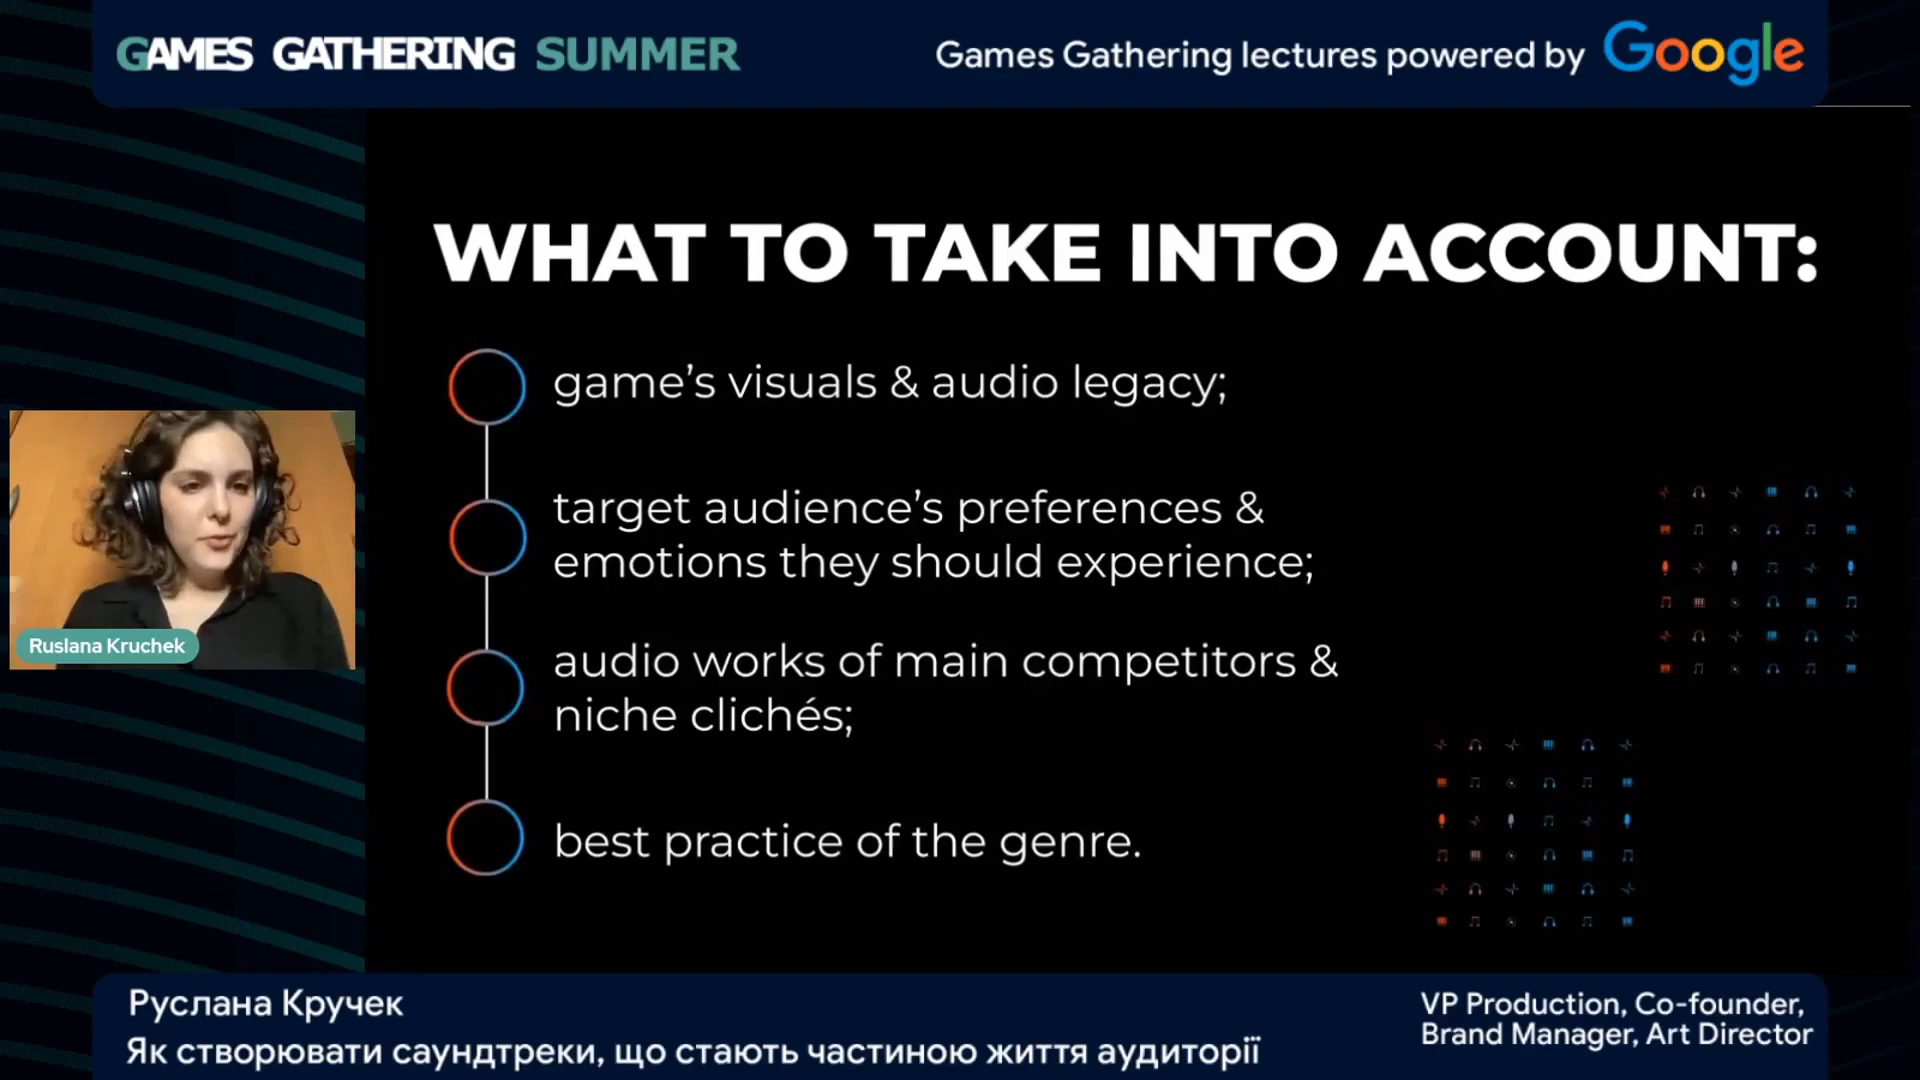 GAMES GATHERING SUMMER
Games Gathering lectures powered by Google
WHAT TO TAKE INTO ACCOUNT:
game’s visuals & audio legacy;
target audience’s preferences &
emotions they should experience;
audio works of main competitors &
niche clichés;
best practice of the genre.
Ruslana Kruchek
Руслана Кручек
Як створювати саундтреки, що стають частиною життя аудиторії
VP Production, Co-founder,
Brand Manager, Art Director